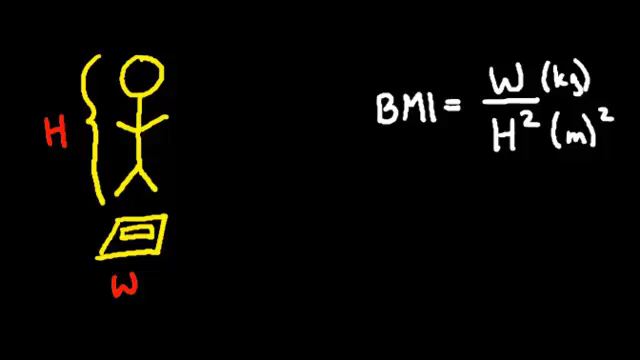 H
W
BMI = W (kg) / H² (m)²